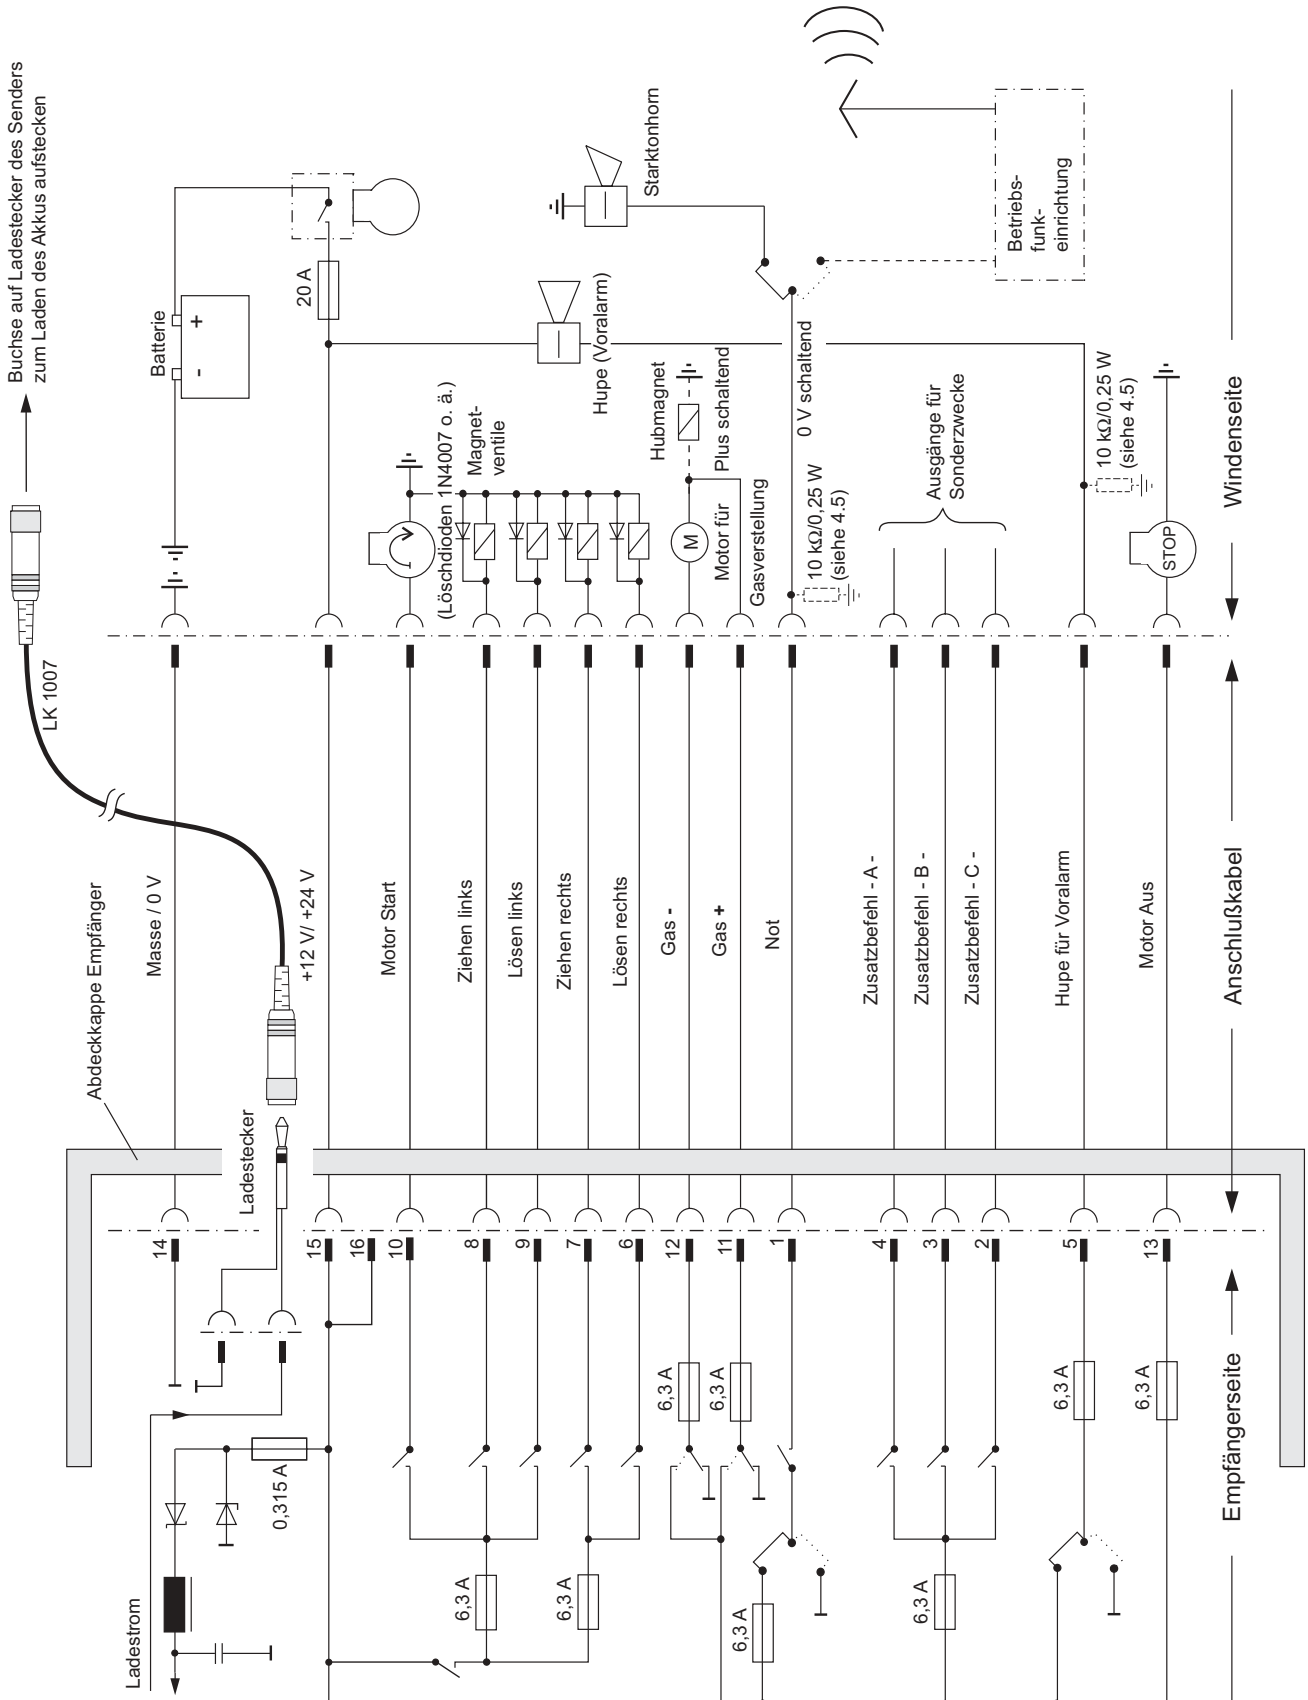 Buchse auf Ladestecker des Senders
zum Laden des Akkus aufstecken
LK 1007
Batterie
-
+
20 A
Starktonhorn
Betriebs-
funk-
einrichtung
Hupe (Voralarm)
(Löschdioden 1N4007 o. ä.)
Magnet-
ventile
Hubmagnet
Plus schaltend
M
Motor für
Gasverstellung
0 V schaltend
10 kΩ/0,25 W
(siehe 4.5)
Ausgänge für
Sonderzwecke
10 kΩ/0,25 W
(siehe 4.5)
STOP
Windenseite
Abdeckkappe Empfänger
Masse / 0 V
+12 V/ +24 V
Motor Start
Ziehen links
Lösen links
Ziehen rechts
Lösen rechts
Gas -
Gas +
Not
Zusatzbefehl - A -
Zusatzbefehl - B -
Zusatzbefehl - C -
Hupe für Voralarm
Motor Aus
Anschlußkabel
Ladestecker
14
15
16
10
8
9
7
6
12
11
1
4
3
2
5
13
Ladestrom
0,315 A
6,3 A
6,3 A
6,3 A
6,3 A
6,3 A
6,3 A
6,3 A
6,3 A
Empfängerseite